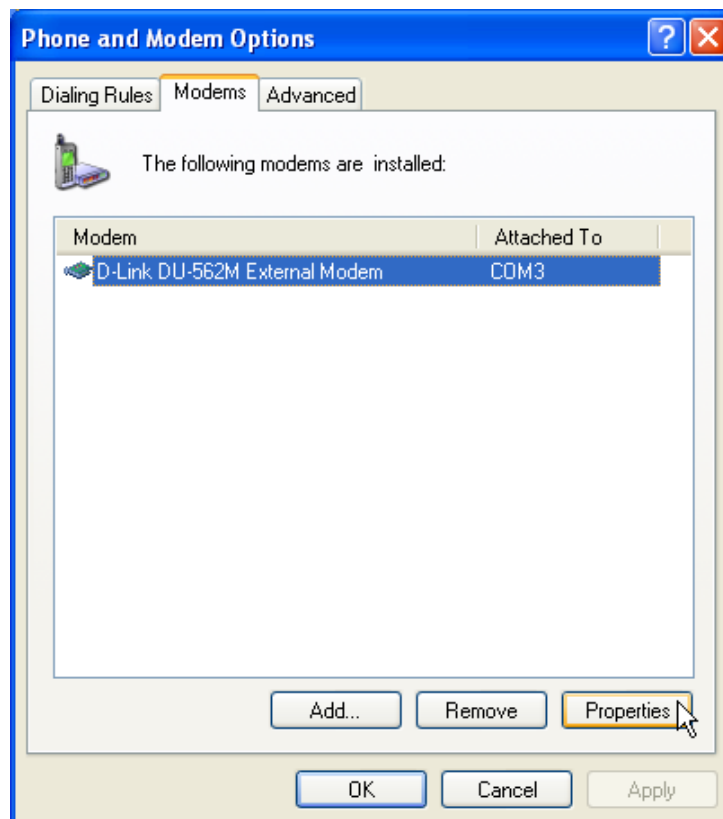 Phone and Modem Options
Dialing Rules Modems Advanced
The following modems are installed:
Modem Attached To
D-Link DU-562M External Modem COM3
Add... Remove Properties
OK Cancel Apply